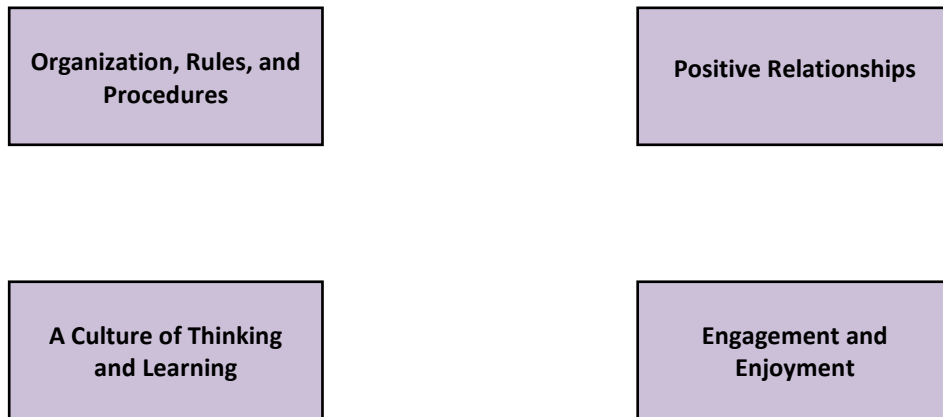 Organization, Rules, and
Procedures
Positive Relationships
A Culture of Thinking
and Learning
Engagement and
Enjoyment